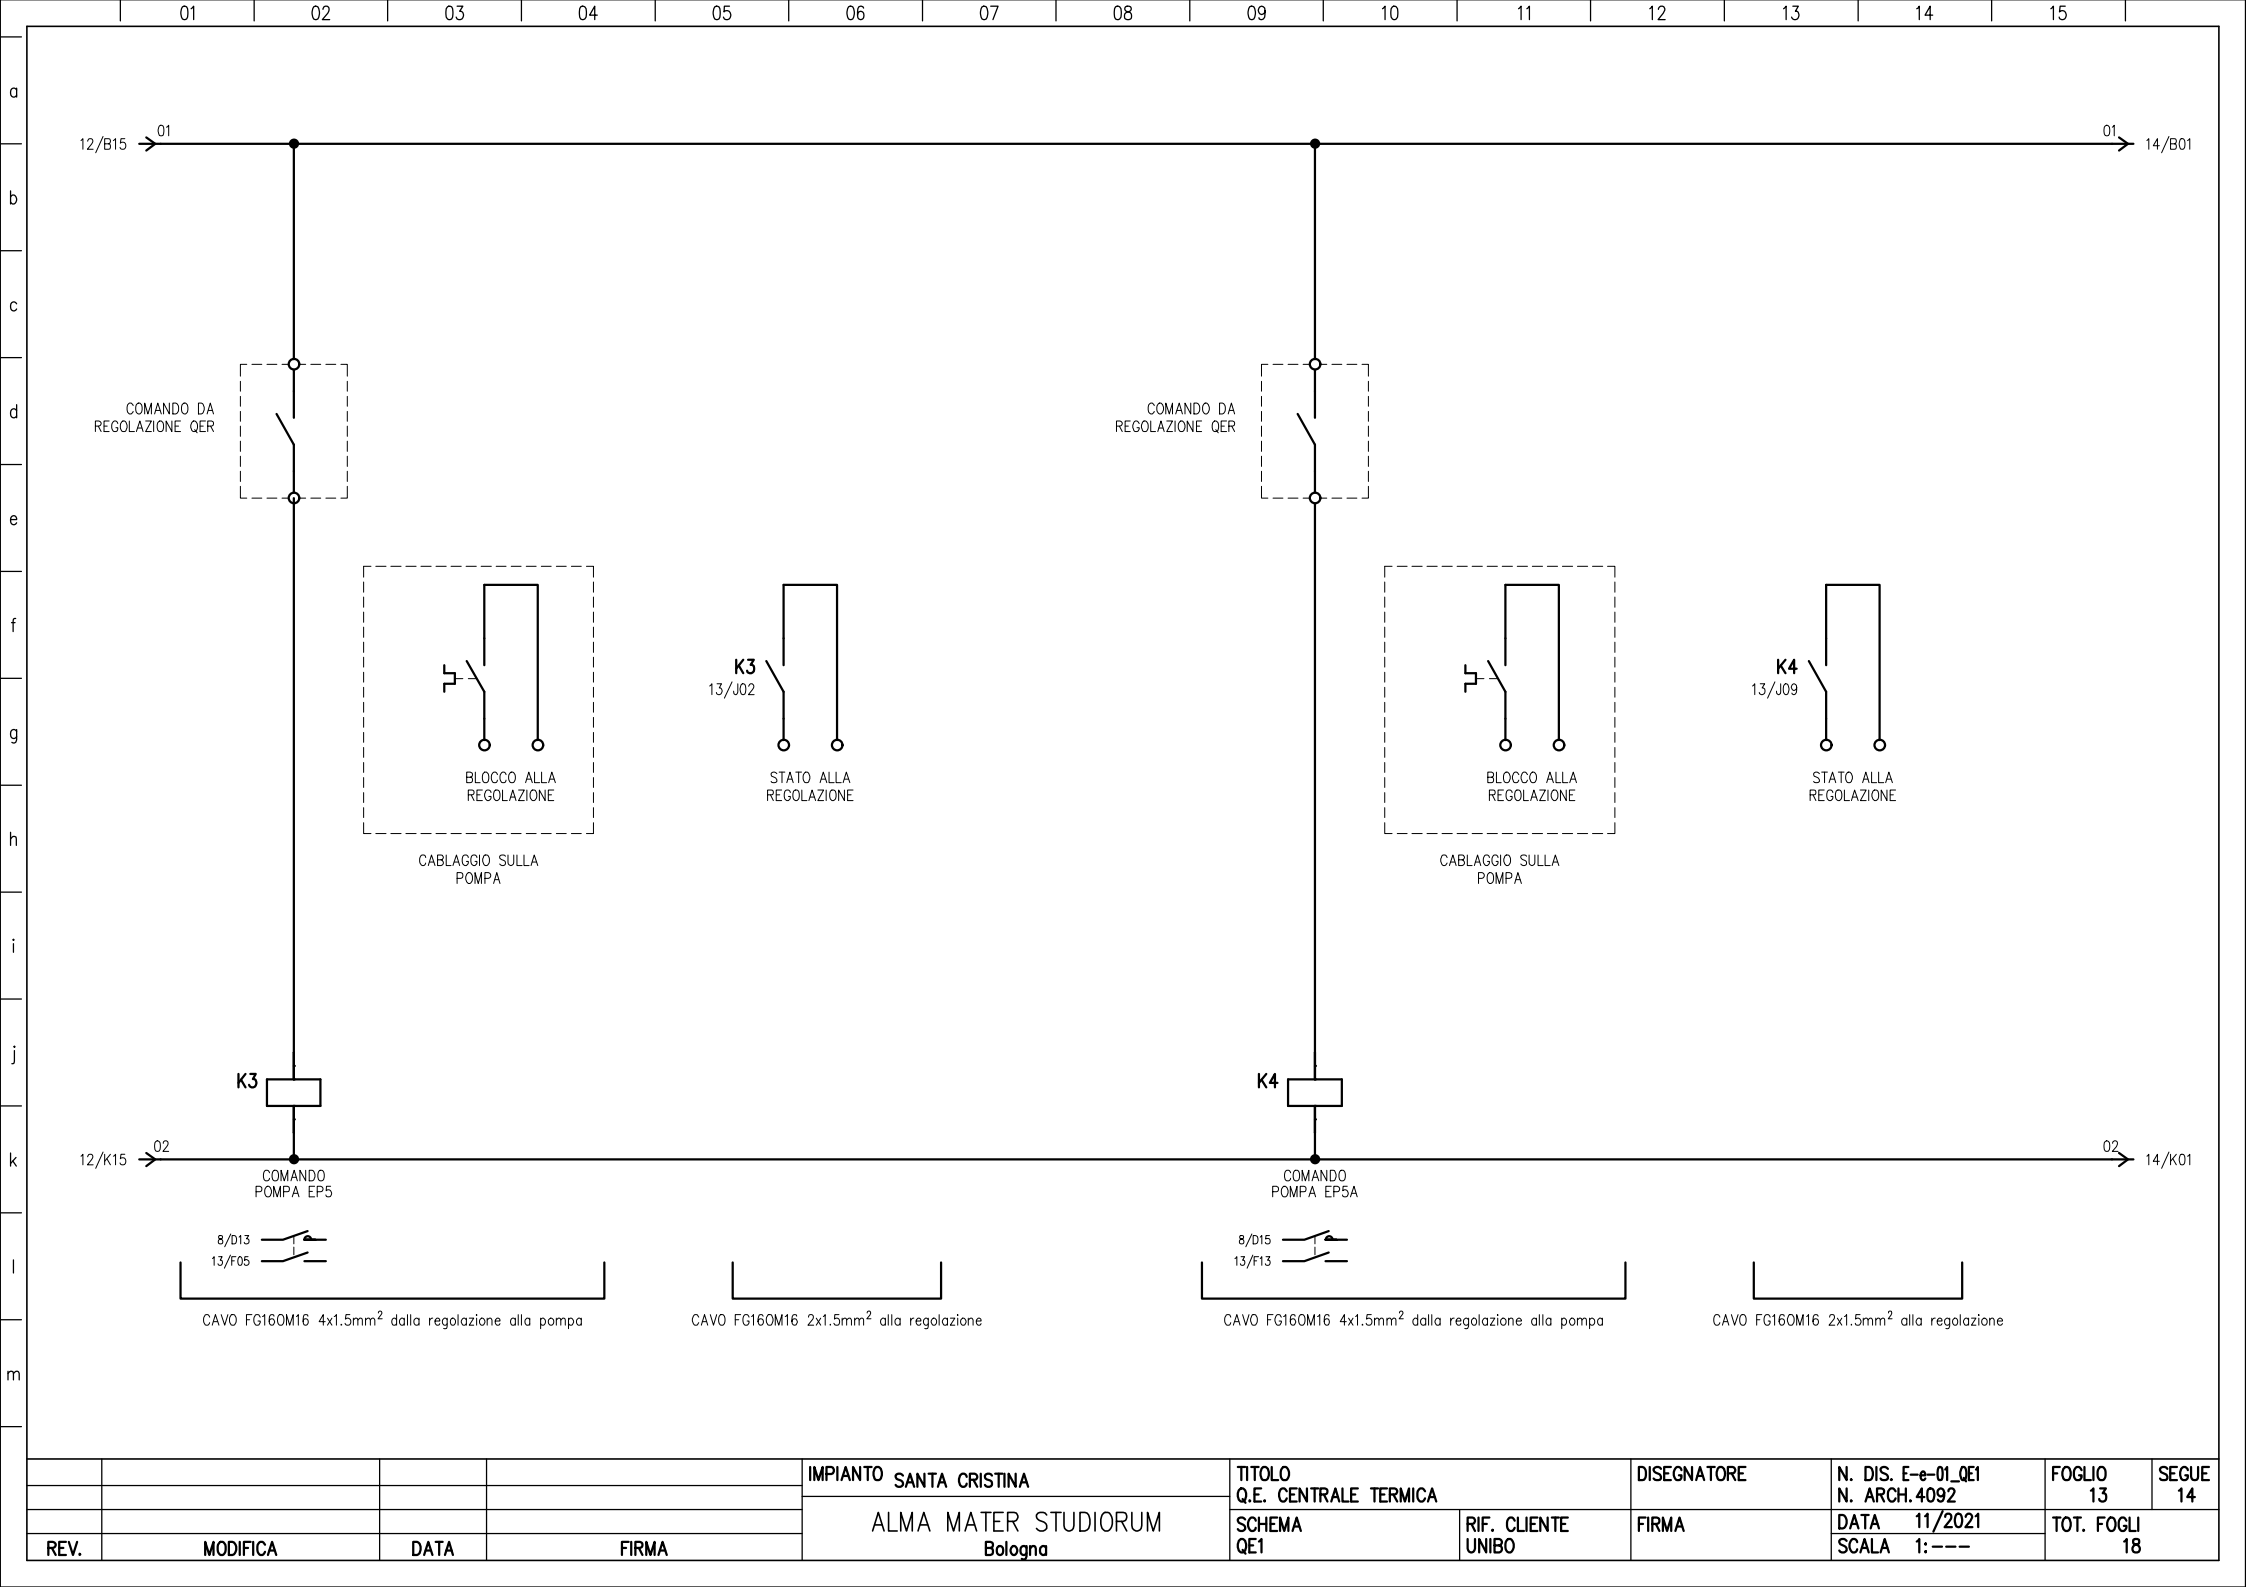 01 02 03 04 05 06 07 08 09 10 11 12 13 14 15
a
b
c
d
e
f
g
h
i
j
k
l
m
12/B15
01
01
14/B01
COMANDO DA
REGOLAZIONE QER
COMANDO DA
REGOLAZIONE QER
K3
13/J02
K4
13/J09
BLOCCO ALLA
REGOLAZIONE
STATO ALLA
REGOLAZIONE
BLOCCO ALLA
REGOLAZIONE
STATO ALLA
REGOLAZIONE
CABLAGGIO SULLA
POMPA
CABLAGGIO SULLA
POMPA
K3
K4
12/K15
02
02
14/K01
COMANDO
POMPA EP5
COMANDO
POMPA EP5A
8/D13
13/F05
8/D15
13/F13
CAVO FG16OM16 4x1.5mm² dalla regolazione alla pompa
CAVO FG16OM16 2x1.5mm² alla regolazione
CAVO FG16OM16 4x1.5mm² dalla regolazione alla pompa
CAVO FG16OM16 2x1.5mm² alla regolazione
REV.
MODIFICA
DATA
FIRMA
IMPIANTO SANTA CRISTINA
ALMA MATER STUDIORUM
Bologna
TITOLO
Q.E. CENTRALE TERMICA
SCHEMA
QE1
RIF. CLIENTE
UNIBO
DISEGNATORE
FIRMA
N. DIS. E-e-01_QE1
N. ARCH. 4092
DATA 11/2021
SCALA 1:---
FOGLIO
13
SEGUE
14
TOT. FOGLI
18